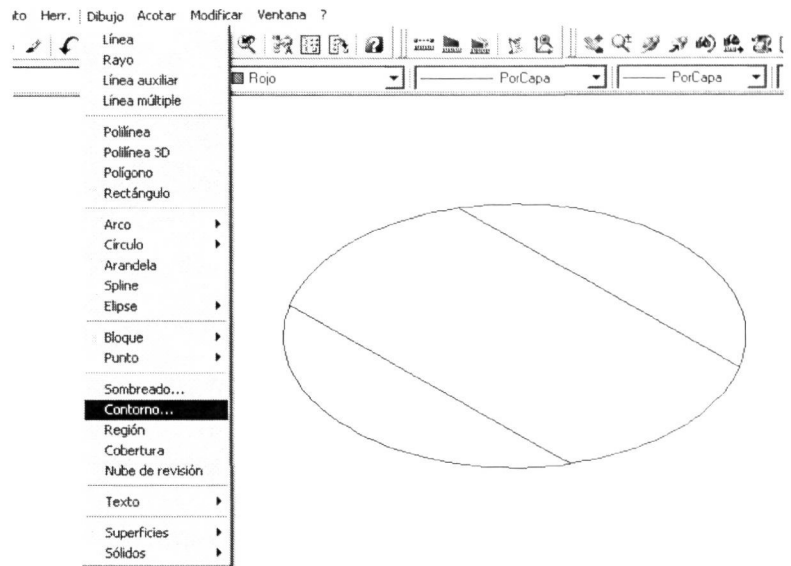 ito Herr. Dibujo Acotar Modificar Ventana ?
Línea
Rayo
Línea auxiliar
Línea múltiple
Rojo
PorCapa
PorCapa
Polilínea
Polilínea 3D
Polígono
Rectángulo
Arco
Círculo
Arandela
Spline
Elipse
Bloque
Punto
Sombreado...
Contorno...
Región
Cobertura
Nube de revisión
Texto
Superficies
Sólidos